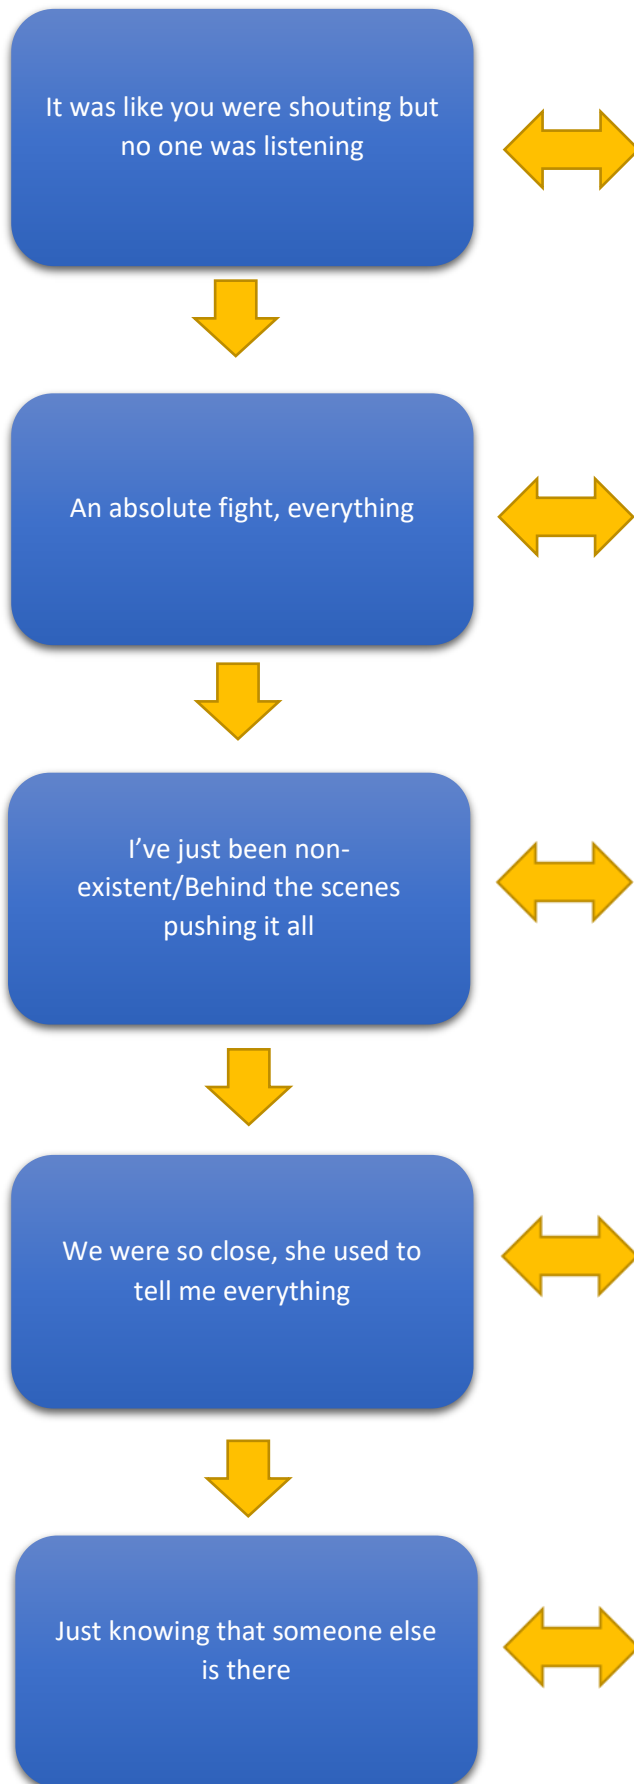 It was like you were shouting but
no one was listening
An absolute fight, everything
I’ve just been non-
existent/Behind the scenes
pushing it all
We were so close, she used to
tell me everything
Just knowing that someone else
is there